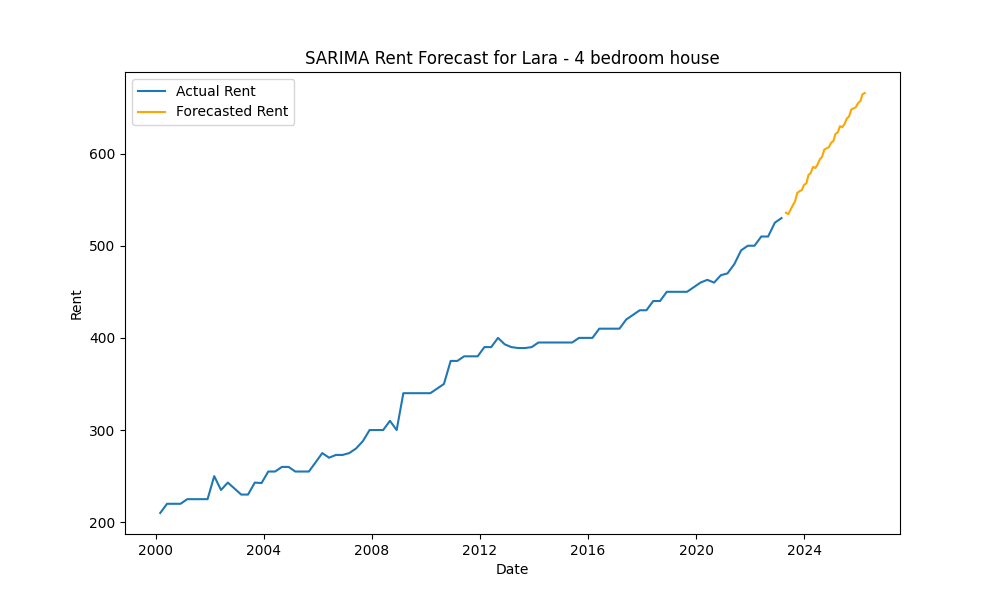 SARIMA Rent Forecast for Lara - 4 bedroom house
Actual Rent
Forecasted Rent
600
500
400
300
200
Rent
2000 2004 2008 2012 2016 2020 2024
Date